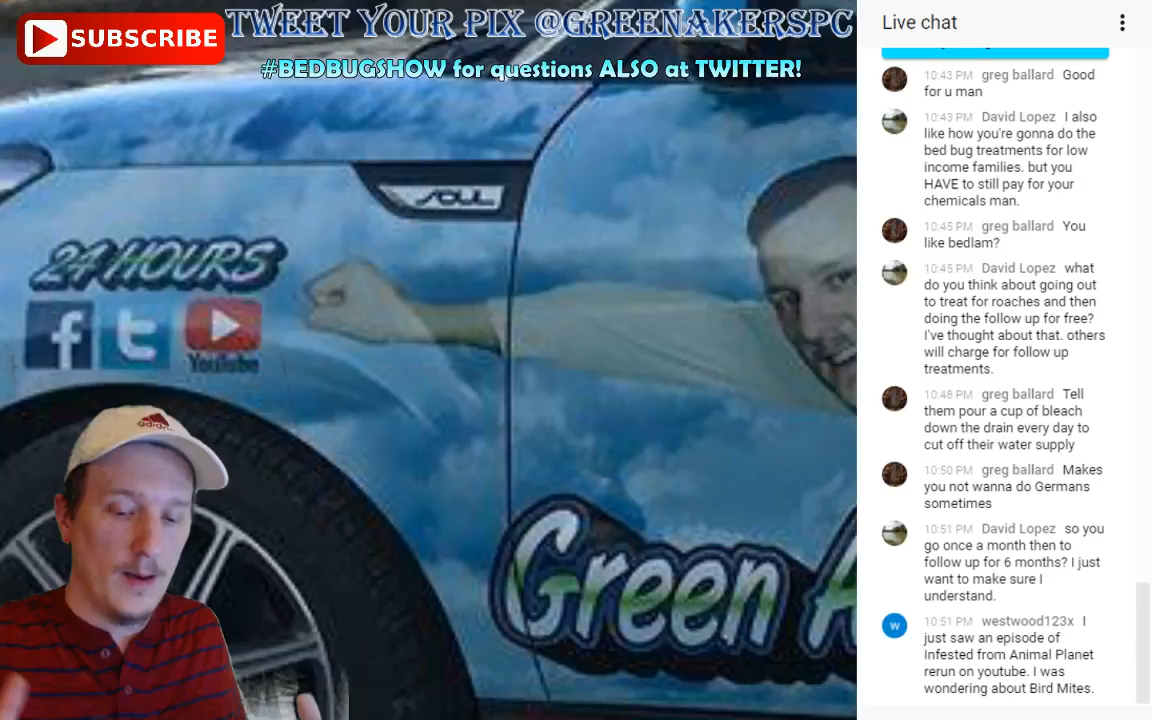 SUBSCRIBE
TWEET YOUR PIX @GREENAKERSPC
#BEDBUGSHOW for questions ALSO at TWITTER!
SOUL
24 HOURS
f
t
Youtube
adidas
Green A
Live chat
10:43 PM greg ballard Good
for u man
10:43 PM David Lopez I also
like how you're gonna do the
bed bug treatments for low
income families. but you
HAVE to still pay for your
chemicals man.
10:45 PM greg ballard You
like bedlam?
10:45 PM David Lopez what
do you think about going out
to treat for roaches and then
doing the follow up for free?
I've thought about that. others
will charge for follow up
treatments.
10:48 PM greg ballard Tell
them pour a cup of bleach
down the drain every day to
cut off their water supply
10:50 PM greg ballard Makes
you not wanna do Germans
sometimes
10:51 PM David Lopez so you
go once a month then to
follow up for 6 months? I just
want to make sure I
understand.
W
10:51 PM westwood123x I
just saw an episode of
Infested from Animal Planet
rerun on youtube. I was
wondering about Bird Mites.